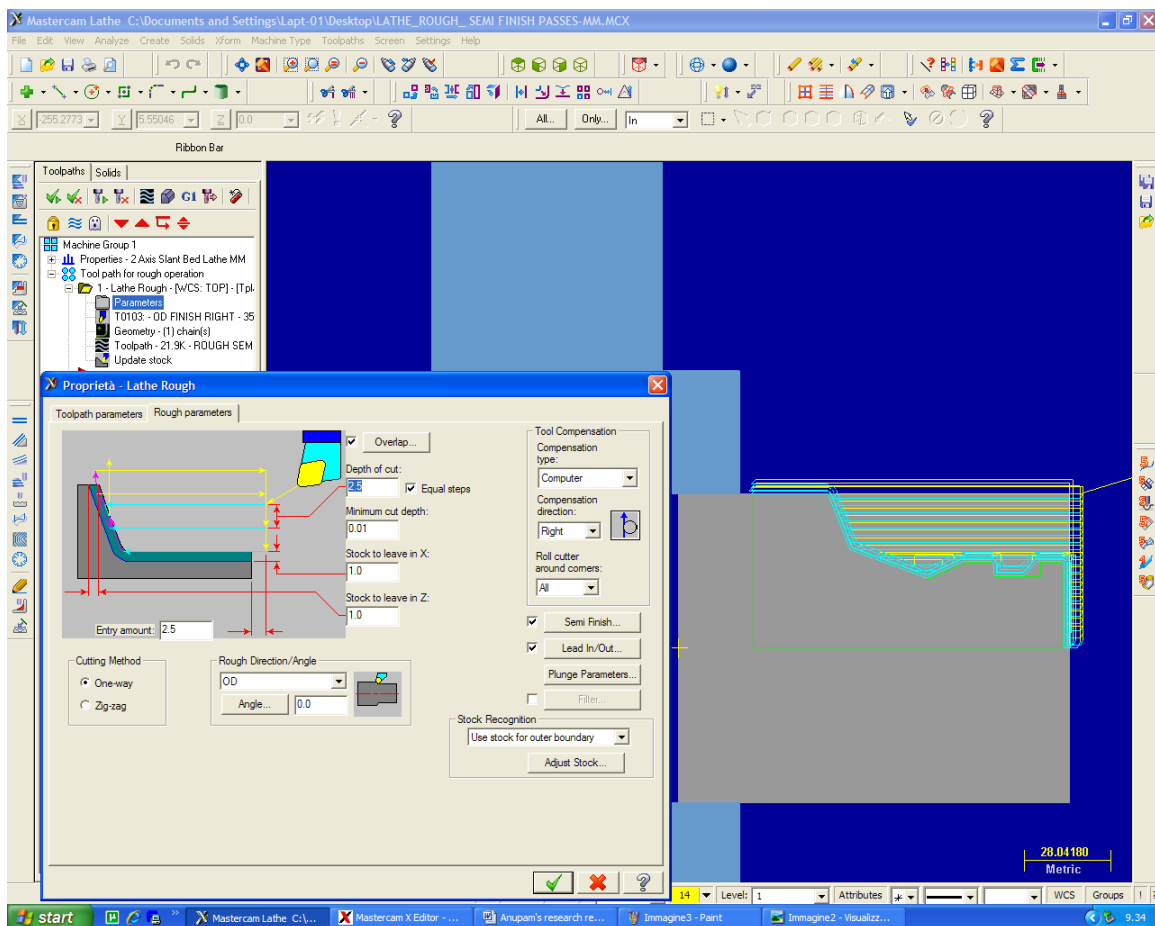 Mastercam Lathe C:\Documents and Settings\Lapt-01\Desktop\LATHE_ROUGH_ SEMI FINISH PASSES-MM.MCX
File Edit View Analyze Create Solids Xform Machine Type Toolpaths Screen Settings Help
G1
X -255.2773 Y 5.55046 Z 0.0 All... Only... In
Ribbon Bar
Toolpaths Solids
Machine Group 1
Properties - 2 Axis Slant Bed Lathe MM
Tool path for rough operation
1 - Lathe Rough - [WCS: TOP] - [Tpl
Parameters
T0103: - OD FINISH RIGHT - 35
Geometry - (1) chain(s)
Toolpath - 21.9K - ROUGH SEM
Update stock
Proprietà - Lathe Rough
Toolpath parameters Rough parameters
Overlap...
Depth of cut:
2.5 Equal steps
Minimum cut depth:
0.01
Stock to leave in X:
1.0
Stock to leave in Z:
1.0
Entry amount: 2.5
Tool Compensation
Compensation
type:
Computer
Compensation
direction:
Right
Roll cutter
around corners:
All
Semi Finish...
Lead In/Out...
Plunge Parameters...
Filter...
Cutting Method
One-way
Zig-zag
Rough Direction/Angle
OD
Angle... 0.0
Stock Recognition
Use stock for outer boundary
Adjust Stock...
28.04180
Metric
14 Level: 1 Attributes WCS Groups
start Mastercam Lathe C:\... Mastercam X Editor - ... Anupam's research re... Immagine3 - Paint Immagine2 - Visualizz... 9.34